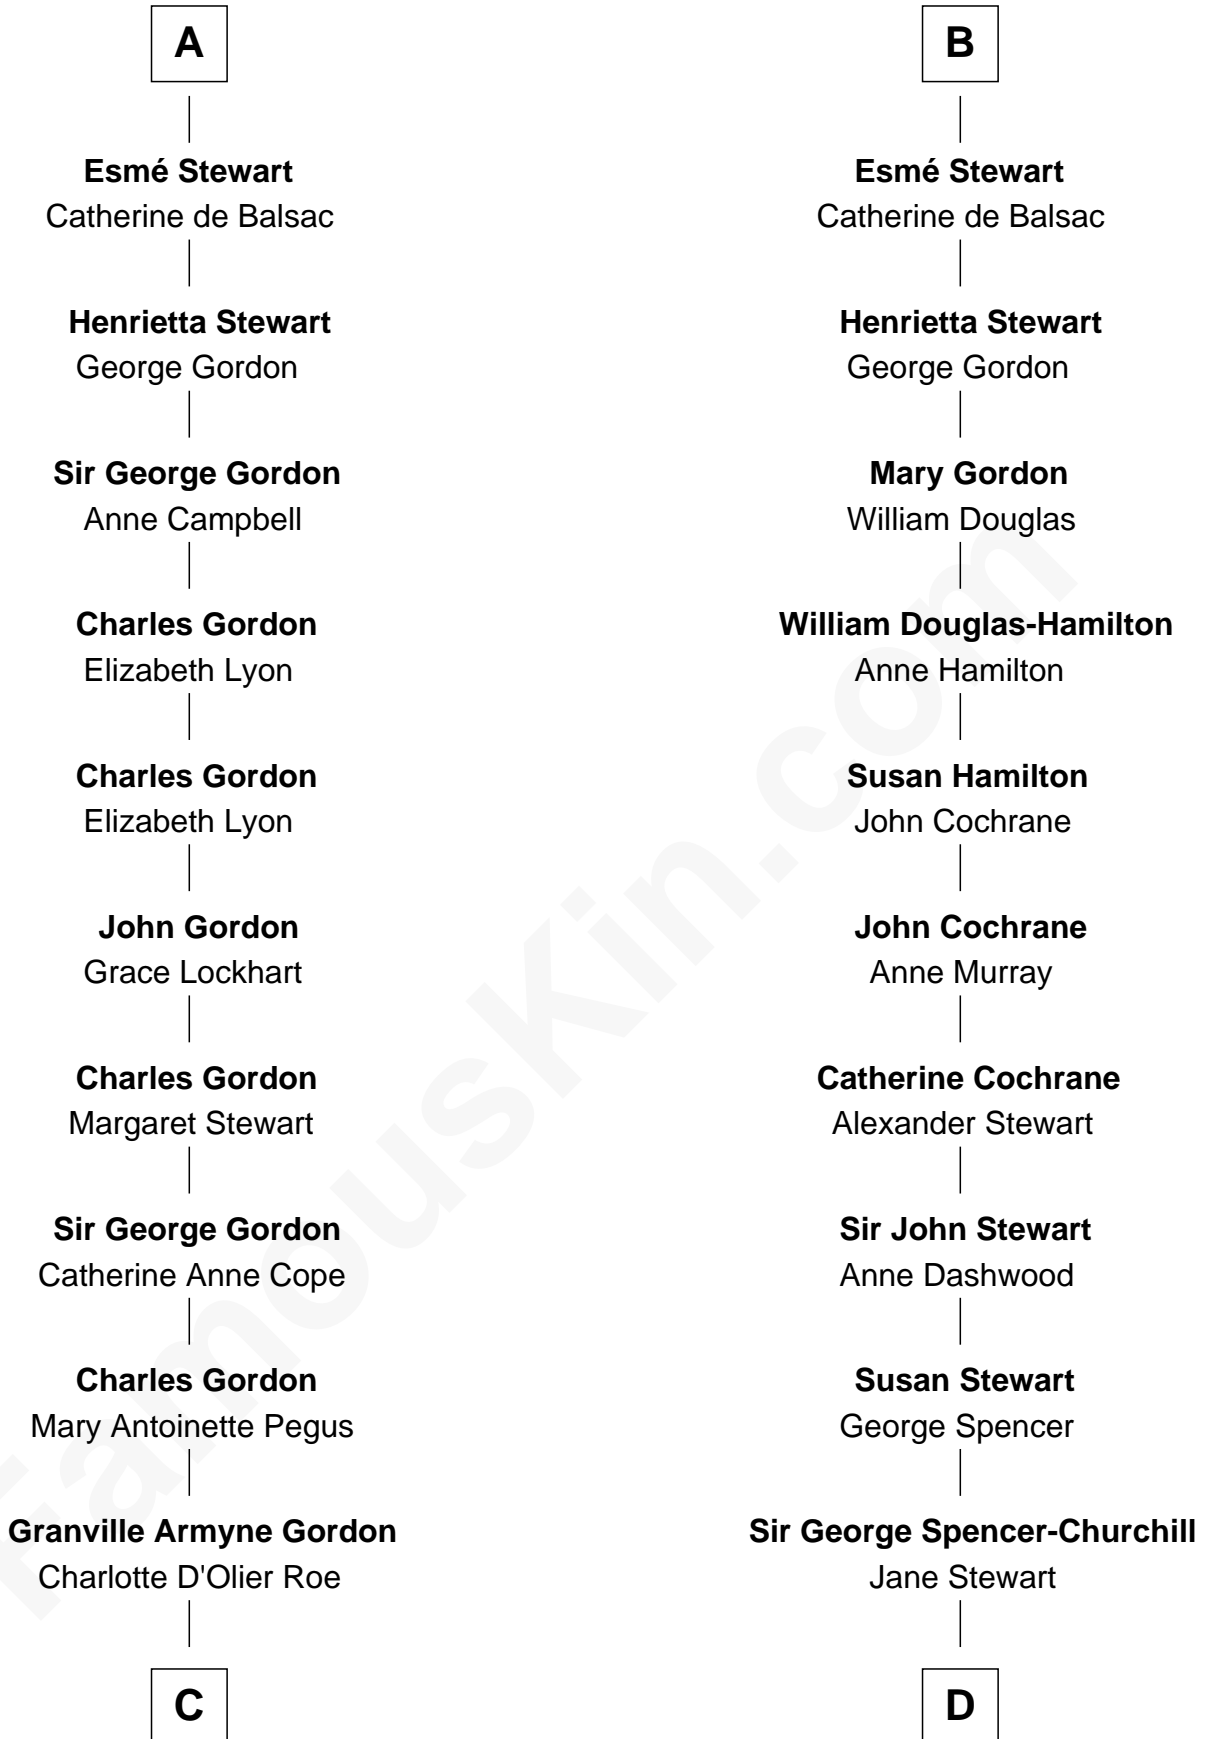 A
Esmé Stewart
Catherine de Balsac
Henrietta Stewart
George Gordon
Sir George Gordon
Anne Campbell
Charles Gordon
Elizabeth Lyon
Charles Gordon
Elizabeth Lyon
John Gordon
Grace Lockhart
Charles Gordon
Margaret Stewart
Sir George Gordon
Catherine Anne Cope
Charles Gordon
Mary Antoinette Pegus
Granville Armyne Gordon
Charlotte D'Olier Roe
C
B
Esmé Stewart
Catherine de Balsac
Henrietta Stewart
George Gordon
Mary Gordon
William Douglas
William Douglas-Hamilton
Anne Hamilton
Susan Hamilton
John Cochrane
John Cochrane
Anne Murray
Catherine Cochrane
Alexander Stewart
Sir John Stewart
Anne Dashwood
Susan Stewart
George Spencer
Sir George Spencer-Churchill
Jane Stewart
D
FamousKin.com